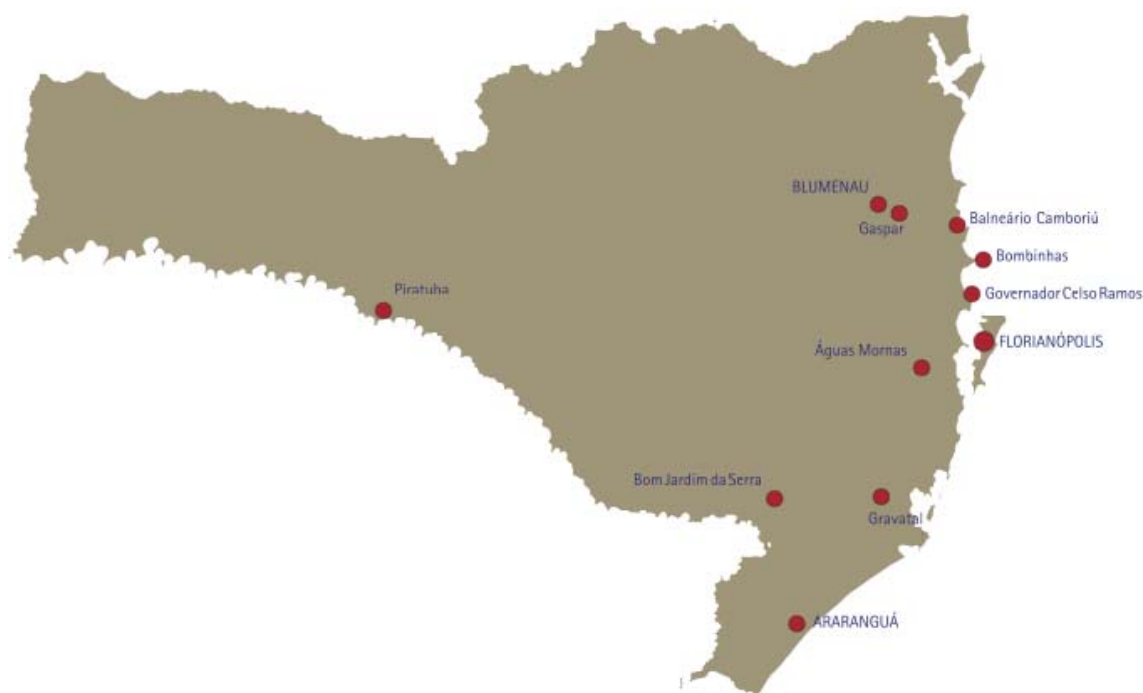 BLUMENAU
Gaspar
Balneário Camboriú
Bombinhas
Piratuba
Governador Celso Ramos
FLORIANÓPOLIS
Águas Mornas
Bom Jardim da Serra
Gravatal
ARARANGUÁ